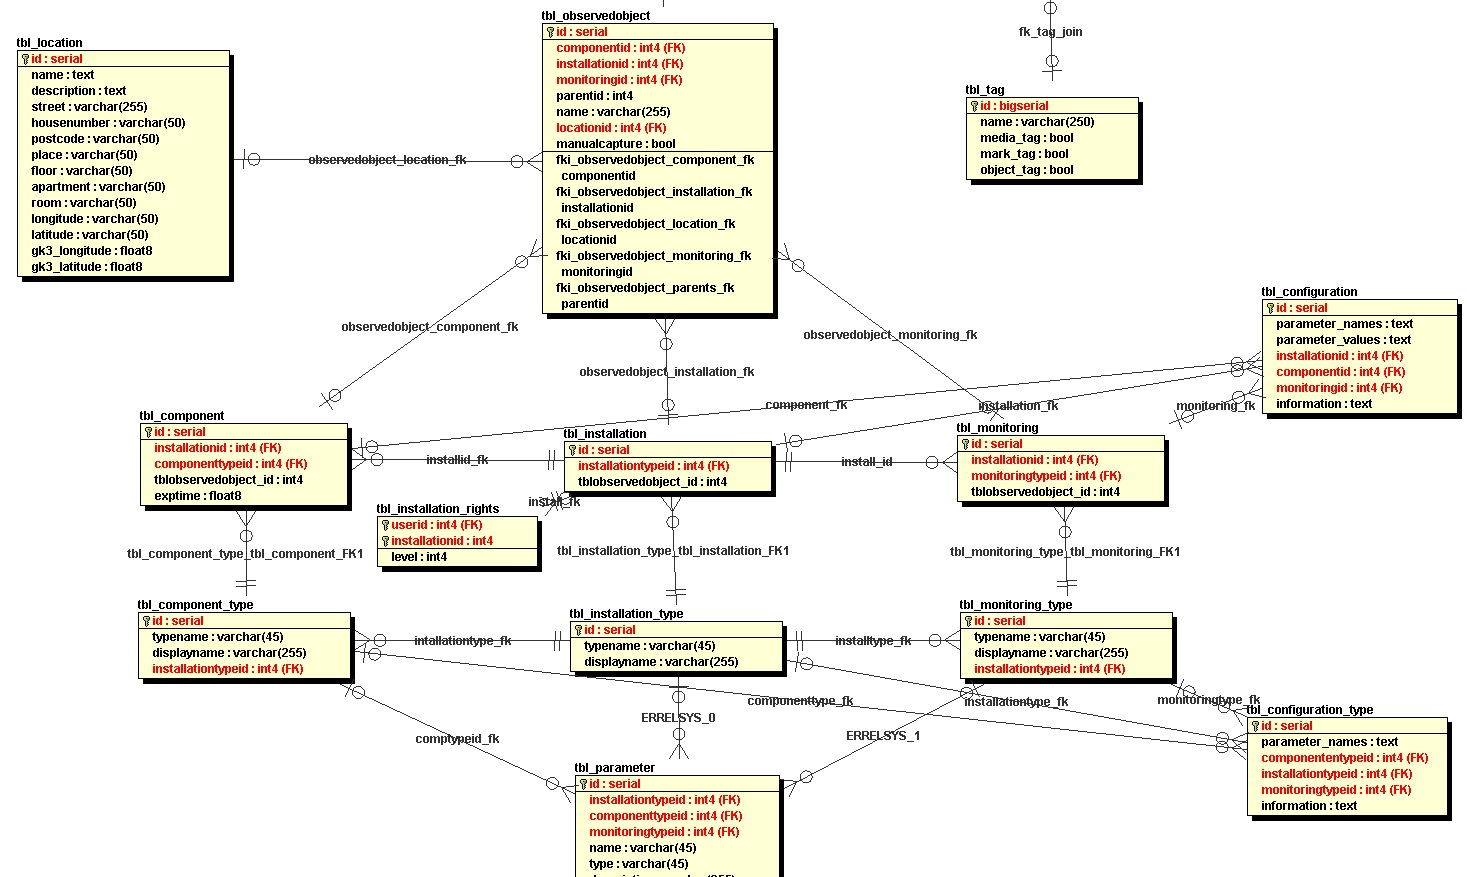 tbl_location
id : serial
name : text
description : text
street : varchar(255)
housenumber : varchar(50)
postcode : varchar(50)
place : varchar(50)
floor : varchar(50)
apartment : varchar(50)
room : varchar(50)
longitude : varchar(50)
latitude : varchar(50)
gk3_longitude : float8
gk3_latitude : float8
observedobject_location_fk
tbl_observedobject
id : serial
componentid : int4 (FK)
installationid : int4 (FK)
monitoringid : int4 (FK)
parentid : int4
name : varchar(255)
locationid : int4 (FK)
manualcapture : bool
fki_observedobject_component_fk
componentid
fki_observedobject_installation_fk
installationid
fki_observedobject_location_fk
locationid
fki_observedobject_monitoring_fk
monitoringid
fki_observedobject_parents_fk
parentid
fk_tag_join
tbl_tag
id : bigserial
name : varchar(250)
media_tag : bool
mark_tag : bool
object_tag : bool
observedobject_component_fk
observedobject_installation_fk
observedobject_monitoring_fk
tbl_configuration
id : serial
parameter_names : text
parameter_values : text
installationid : int4 (FK)
componentid : int4 (FK)
monitoringid : int4 (FK)
information : text
component_fk
installation_fk
monitoring_fk
tbl_component
id : serial
installationid : int4 (FK)
componenttypeid : int4 (FK)
tblobservedobject_id : int4
exptime : float8
installid_fk
tbl_installation
id : serial
installationtypeid : int4 (FK)
tblobservedobject_id : int4
install_id
tbl_monitoring
id : serial
installationid : int4 (FK)
monitoringtypeid : int4 (FK)
tblobservedobject_id : int4
install_fk
tbl_installation_rights
userid : int4 (FK)
installationid : int4
level : int4
tbl_component_type_tbl_component_FK1
tbl_installation_type_tbl_installation_FK1
tbl_monitoring_type_tbl_monitoring_FK1
tbl_component_type
id : serial
typename : varchar(45)
displayname : varchar(255)
installationtypeid : int4 (FK)
intallationtype_fk
tbl_installation_type
id : serial
typename : varchar(45)
displayname : varchar(255)
installtype_fk
tbl_monitoring_type
id : serial
typename : varchar(45)
displayname : varchar(255)
installationtypeid : int4 (FK)
componenttype_fk
installationtype_fk
monitoringtype_fk
ERRELSYS_0
comptypeid_fk
ERRELSYS_1
tbl_configuration_type
id : serial
parameter_names : text
componententypeid : int4 (FK)
installationtypeid : int4 (FK)
monitoringtypeid : int4 (FK)
information : text
tbl_parameter
id : serial
installationtypeid : int4 (FK)
componenttypeid : int4 (FK)
monitoringtypeid : int4 (FK)
name : varchar(45)
type : varchar(45)